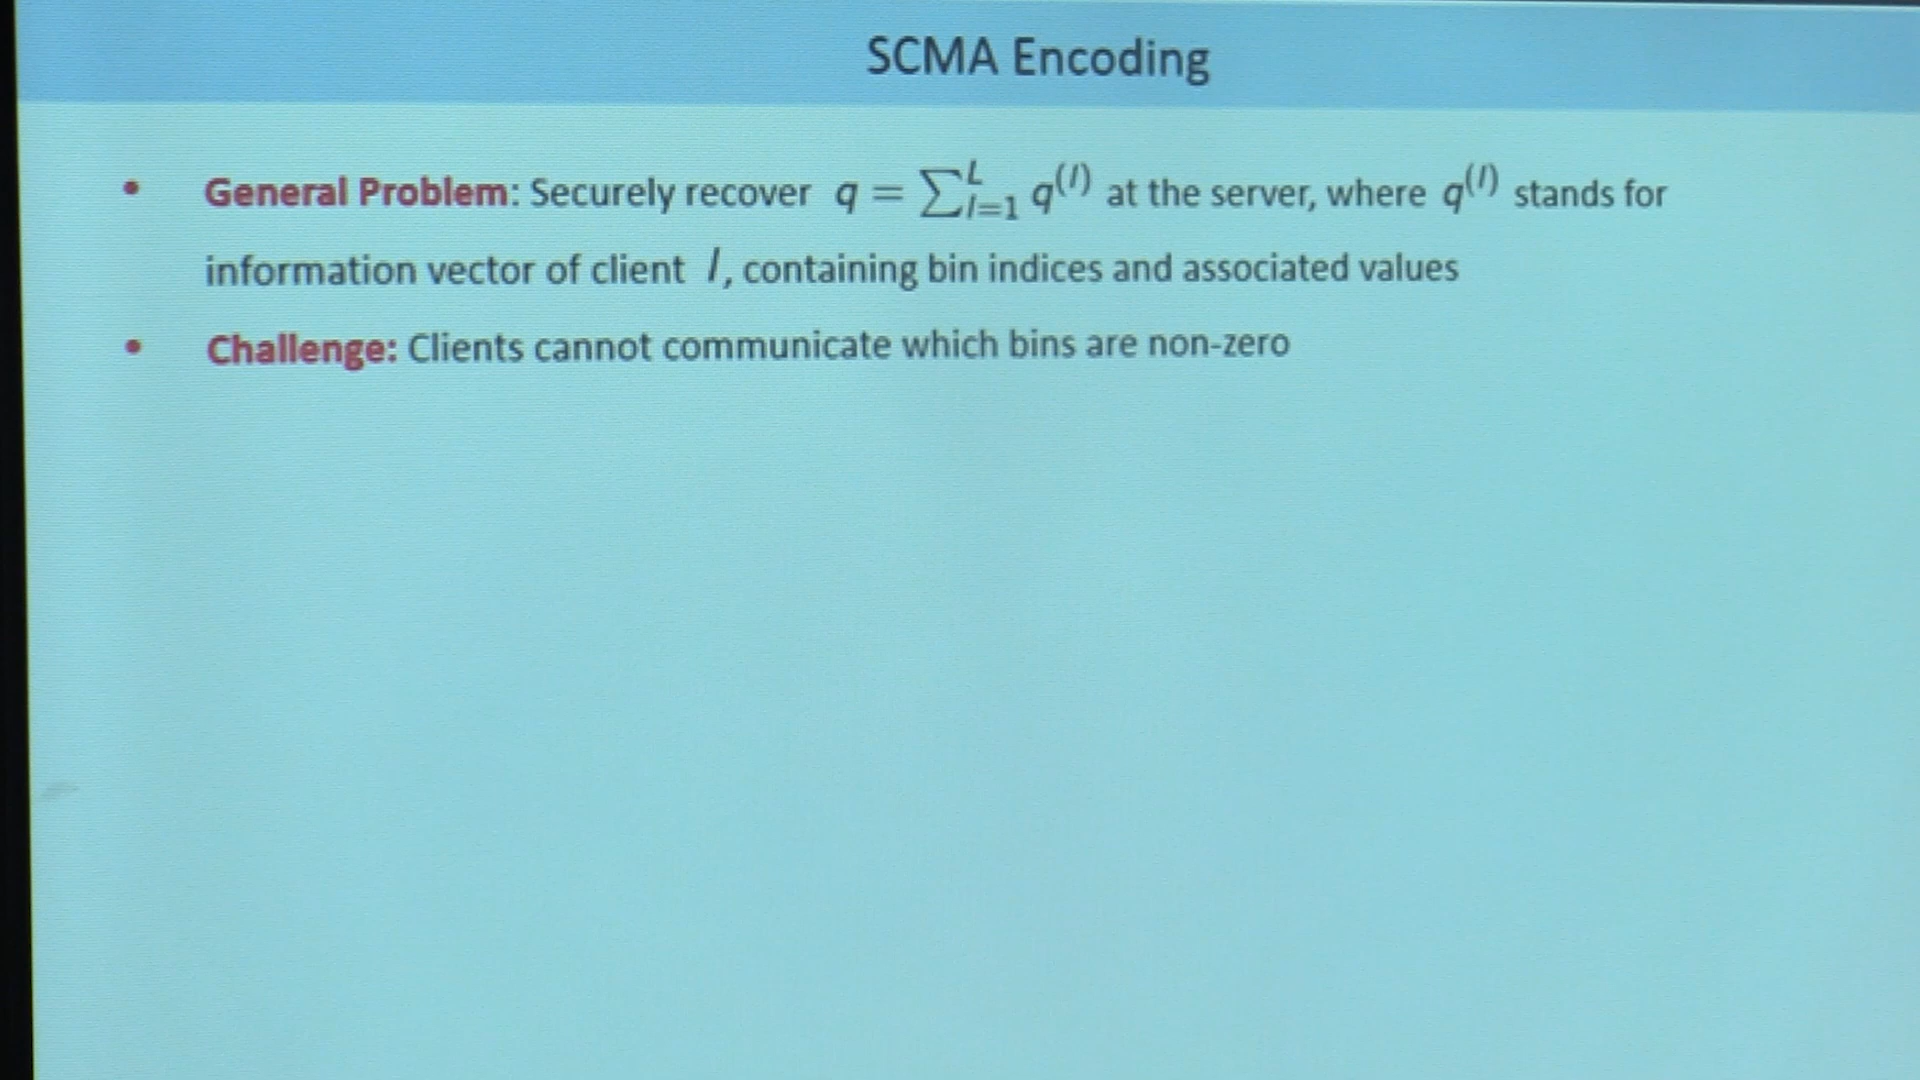 SCMA Encoding
• General Problem: Securely recover q = ∑_{l=1}^{L} q^{(l)} at the server, where q^{(l)} stands for
information vector of client l, containing bin indices and associated values
• Challenge: Clients cannot communicate which bins are non-zero